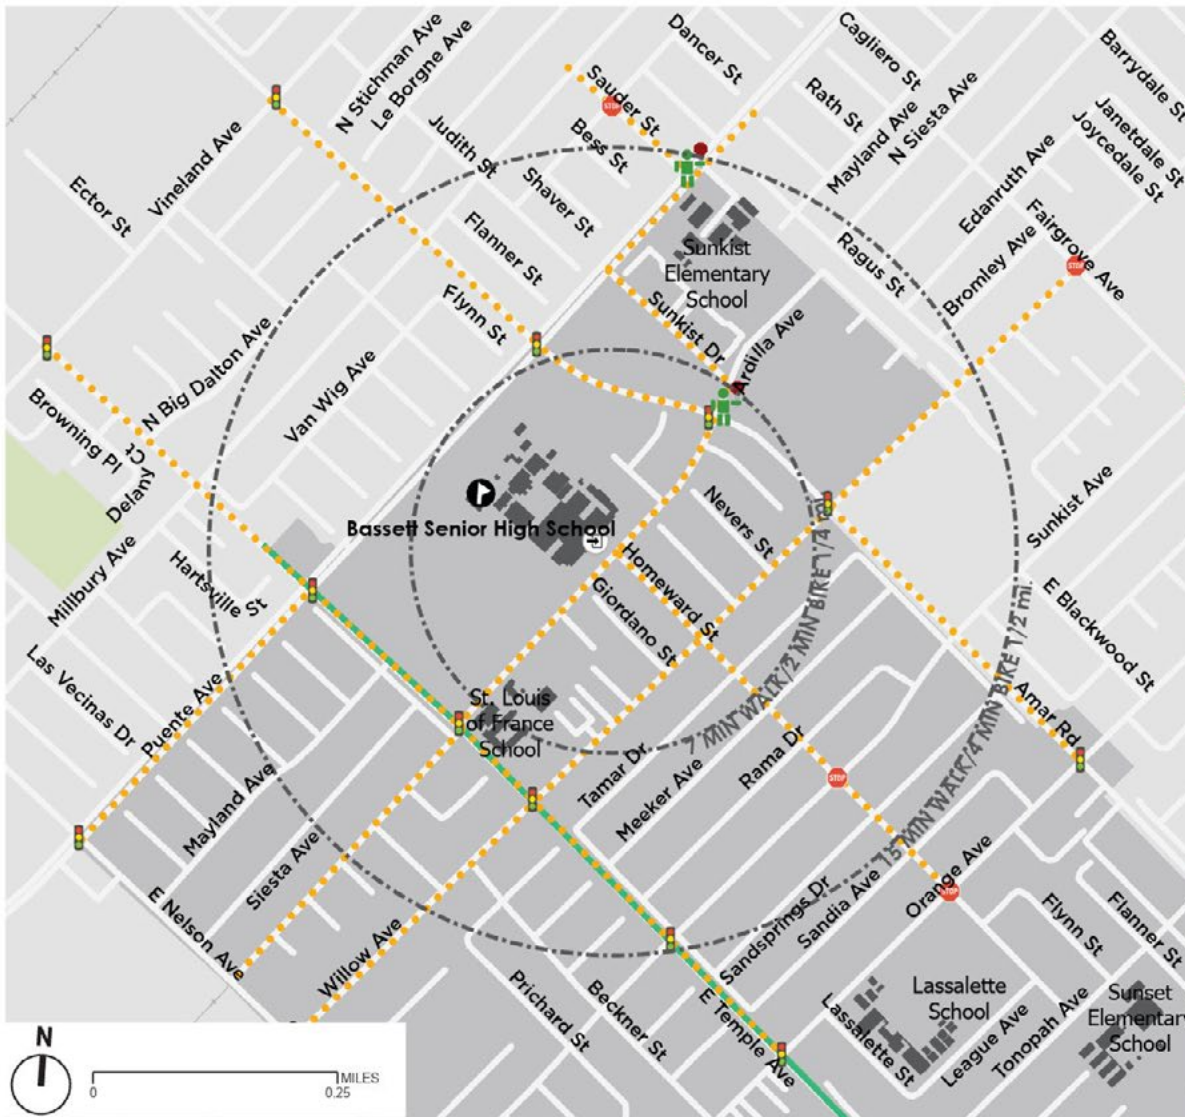 Dancer St
Cagliero St
Barrydale St
N Stichman Ave
Le Borgne Ave
Sauder St
STOP
Rath St
Mayland Ave
N Siesta Ave
Janetdale St
Joycedale St
Vineland Ave
Judith St
Bess St
Shaver St
Edanruth Ave
Ector St
Flanner St
Sunkist
Elementary
School
Ragus St
Bromley Ave
Fairgrove Ave
STOP
Flynn St
Sunkist Dr
Ardilla Ave
N Big Dalton Ave
Van Wig Ave
Browning Pl
Delany Ct
Nevers St
Sunkist Ave
Bassett Senior High School
Millbury Ave
Hartsville St
Homeward St
Giordano St
E Blackwood St
7 MIN WALK/2 MIN BIKE 1/4 mi.
15 MIN WALK/4 MIN BIKE 1/2 mi.
Las Vecinas Dr
Puente Ave
St. Louis
of France
School
Amar Rd
Tamar Dr
Meeker Ave
Rama Dr
STOP
Mayland Ave
Siesta Ave
E Nelson Ave
Willow Ave
Sandsprings Dr
Sandia Ave
Orange Ave
STOP
Flynn St
Flanner St
Prichard St
Beckner St
E Temple Ave
Lassalette St
Lassalette
School
League Ave
Tonopah Ave
Sunset
Elementary
School
N
0
0.25
MILES